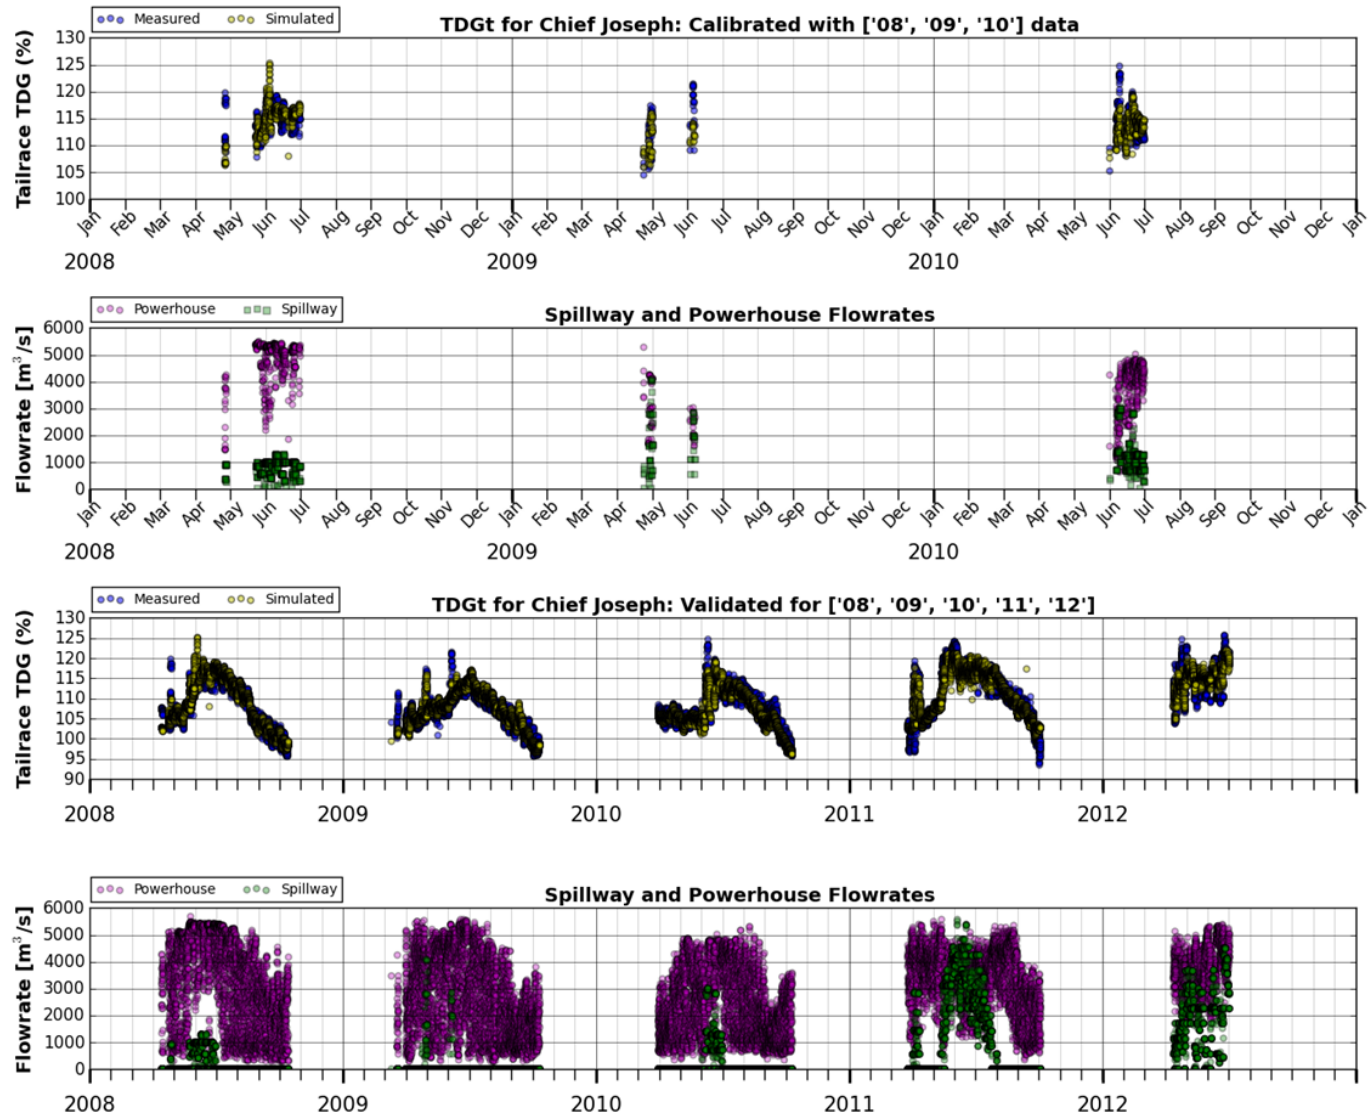 Measured Simulated
TDGt for Chief Joseph: Calibrated with ['08', '09', '10'] data
Tailrace TDG (%)
130
125
120
115
110
105
100
Jan Feb Mar Apr May Jun Jul Aug Sep Oct Nov Dec Jan Feb Mar Apr May Jun Jul Aug Sep Oct Nov Dec Jan Feb Mar Apr May Jun Jul Aug Sep Oct Nov Dec Jan
2008 2009 2010
Powerhouse Spillway
Spillway and Powerhouse Flowrates
Flowrate [m³/s]
6000
5000
4000
3000
2000
1000
0
Jan Feb Mar Apr May Jun Jul Aug Sep Oct Nov Dec Jan Feb Mar Apr May Jun Jul Aug Sep Oct Nov Dec Jan Feb Mar Apr May Jun Jul Aug Sep Oct Nov Dec Jan
2008 2009 2010
Measured Simulated
TDGt for Chief Joseph: Validated for ['08', '09', '10', '11', '12']
Tailrace TDG (%)
130
125
120
115
110
105
100
95
90
2008 2009 2010 2011 2012
Powerhouse Spillway
Spillway and Powerhouse Flowrates
Flowrate [m³/s]
6000
5000
4000
3000
2000
1000
0
2008 2009 2010 2011 2012